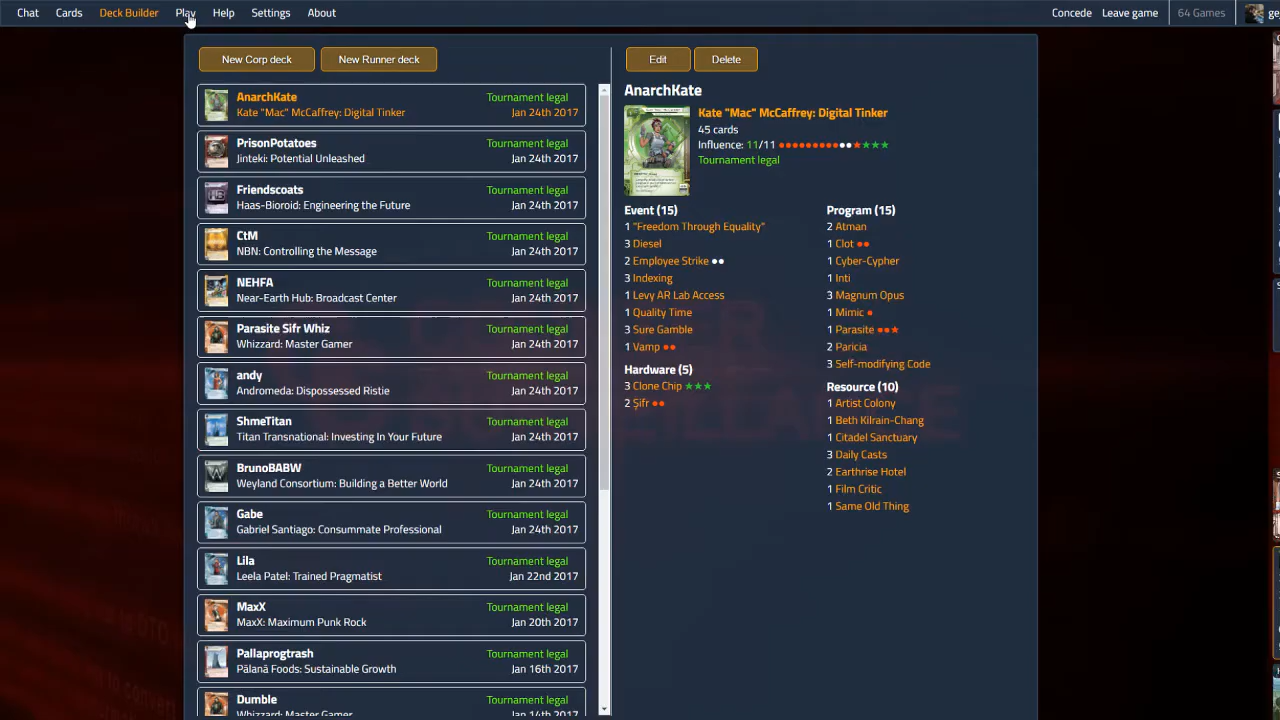 Chat Cards Deck Builder Play Help Settings About Concede Leave game 64 Games ge
New Corp deck New Runner deck
AnarchKate Tournament legal
Kate "Mac" McCaffrey: Digital Tinker Jan 24th 2017
PrisonPotatoes Tournament legal
Jinteki: Potential Unleashed Jan 24th 2017
Friendscoats Tournament legal
Haas-Bioroid: Engineering the Future Jan 24th 2017
CtM Tournament legal
NBN: Controlling the Message Jan 24th 2017
NEHFA Tournament legal
Near-Earth Hub: Broadcast Center Jan 24th 2017
Parasite Sifr Whiz Tournament legal
Whizzard: Master Gamer Jan 24th 2017
andy Tournament legal
Andromeda: Dispossessed Ristie Jan 24th 2017
ShmeTitan Tournament legal
Titan Transnational: Investing In Your Future Jan 24th 2017
BrunoBABW Tournament legal
Weyland Consortium: Building a Better World Jan 24th 2017
Gabe Tournament legal
Gabriel Santiago: Consummate Professional Jan 24th 2017
Lila Tournament legal
Leela Patel: Trained Pragmatist Jan 22nd 2017
MaxX Tournament legal
MaxX: Maximum Punk Rock Jan 20th 2017
Pallaprogtrash Tournament legal
Pālanā Foods: Sustainable Growth Jan 16th 2017
Dumble Tournament legal
Whizzard: Master Gamer Jan 14th 2017
Edit Delete
AnarchKate
Kate "Mac" McCaffrey: Digital Tinker
45 cards
Influence: 11/11
Tournament legal
Event (15)
1 "Freedom Through Equality"
3 Diesel
2 Employee Strike
3 Indexing
1 Levy AR Lab Access
1 Quality Time
3 Sure Gamble
1 Vamp
Hardware (5)
3 Clone Chip
2 Şifr
Program (15)
2 Atman
1 Clot
1 Cyber-Cypher
1 Inti
3 Magnum Opus
1 Mimic
1 Parasite
2 Paricia
3 Self-modifying Code
Resource (10)
1 Artist Colony
1 Beth Kilrain-Chang
1 Citadel Sanctuary
3 Daily Casts
2 Earthrise Hotel
1 Film Critic
1 Same Old Thing